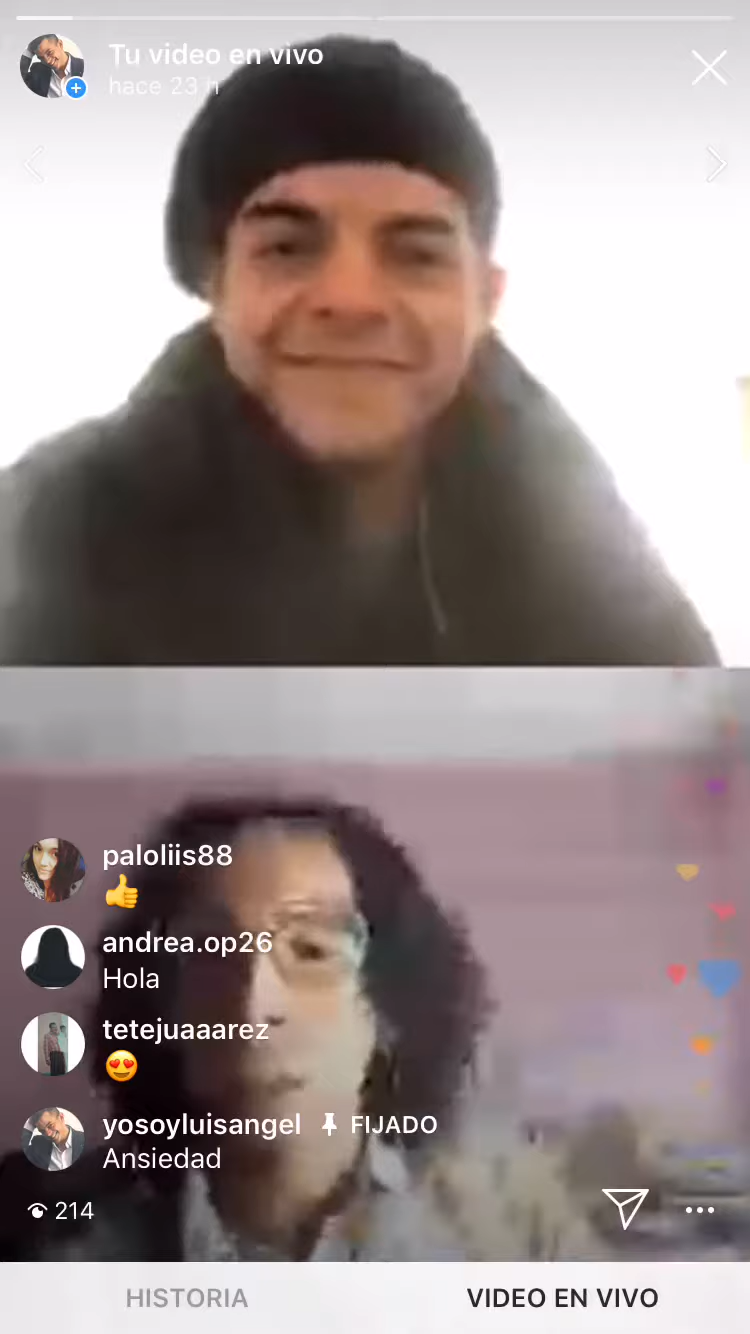 Tu video en vivo
hace 23 h
paloliis88
👍
andrea.op26
Hola
tetejuaaarez
😍
yosoyluisangel FIJADO
Ansiedad
214
HISTORIA VIDEO EN VIVO